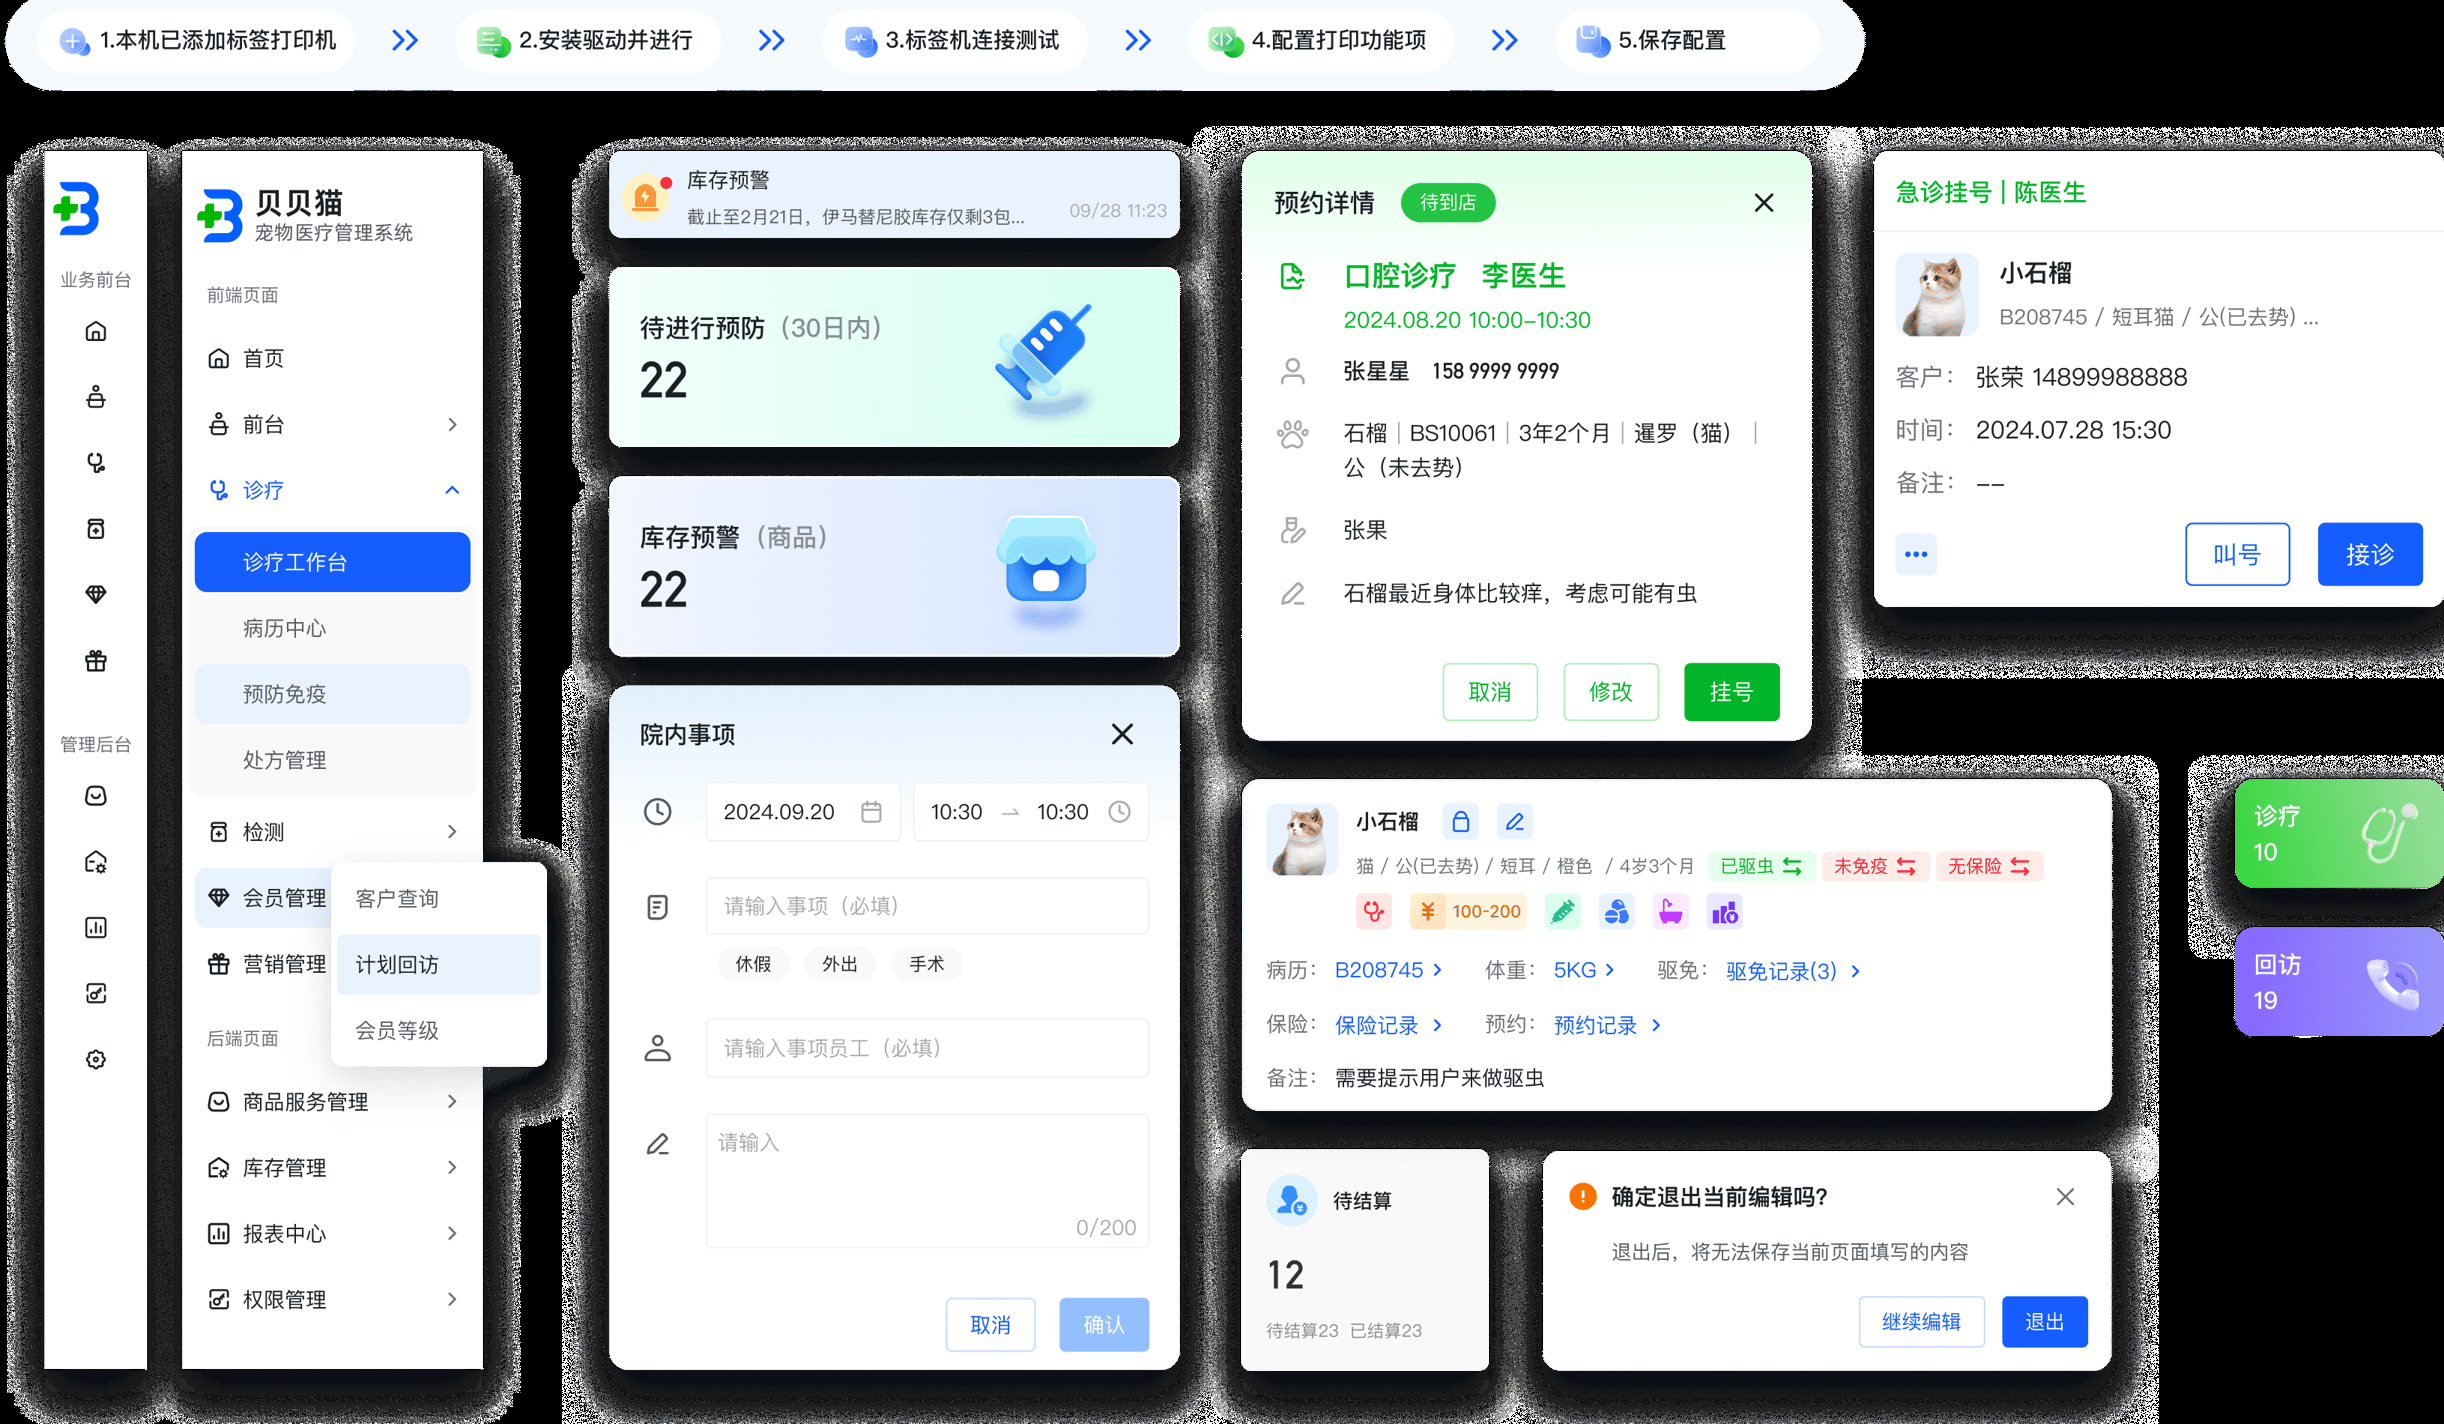 1.本机已添加标签打印机
2.安装驱动并进行
3.标签机连接测试
4.配置打印功能项
5.保存配置
业务前台
管理后台
贝贝猫
宠物医疗管理系统
前端页面
首页
前台
诊疗
诊疗工作台
病历中心
预防免疫
处方管理
检测
会员管理
营销管理
客户查询
计划回访
会员等级
后端页面
商品服务管理
库存管理
报表中心
权限管理
库存预警
截止至2月21日，伊马替尼胶库存仅剩3包...
09/28 11:23
待进行预防（30日内）
22
库存预警（商品）
22
院内事项
2024.09.20
10:30
10:30
请输入事项（必填）
休假
外出
手术
请输入事项员工（必填）
请输入
0/200
取消
确认
预约详情
待到店
口腔诊疗 李医生
2024.08.20 10:00-10:30
张星星 158 9999 9999
石榴 | BS10061 | 3年2个月 | 暹罗（猫） |
公（未去势）
张果
石榴最近身体比较痒，考虑可能有虫
取消
修改
挂号
急诊挂号 | 陈医生
小石榴
B208745 / 短耳猫 / 公(已去势) ...
客户： 张荣 14899988888
时间： 2024.07.28 15:30
备注： --
叫号
接诊
小石榴
猫 / 公(已去势) / 短耳 / 橙色 / 4岁3个月
已驱虫
未免疫
无保险
¥ 100-200
病历： B208745
体重： 5KG
驱免： 驱免记录(3)
保险： 保险记录
预约： 预约记录
备注： 需要提示用户来做驱虫
诊疗
10
回访
19
待结算
12
待结算23 已结算23
确定退出当前编辑吗?
退出后，将无法保存当前页面填写的内容
继续编辑
退出